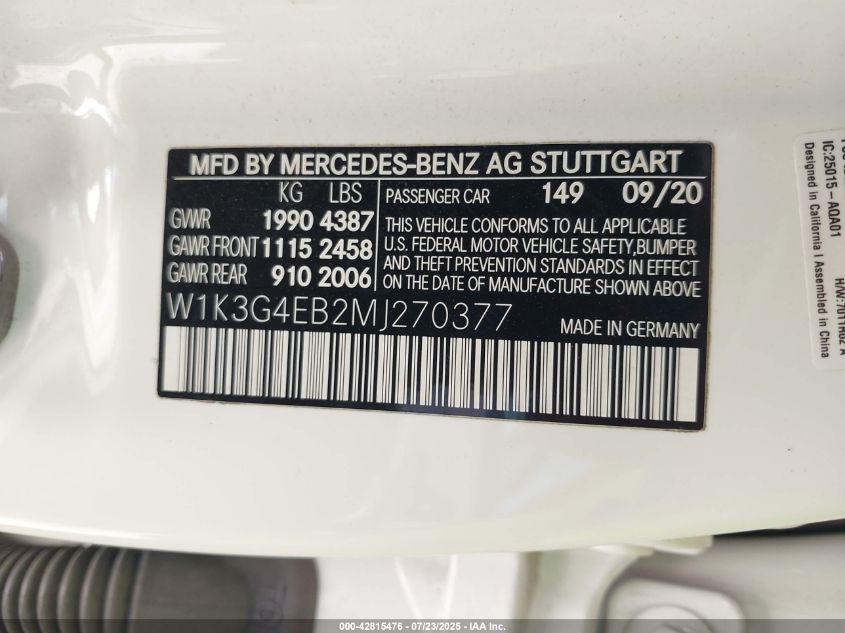 MFD BY MERCEDES-BENZ AG STUTTGART
KG LBS
GVWR 1990 4387
GAWR FRONT 1115 2458
GAWR REAR 910 2006
PASSENGER CAR 149 09/20
THIS VEHICLE CONFORMS TO ALL APPLICABLE
U.S. FEDERAL MOTOR VEHICLE SAFETY,BUMPER
AND THEFT PREVENTION STANDARDS IN EFFECT
ON THE DATE OF MANUFACTURE SHOWN ABOVE
W1K3G4EB2MJ270377
MADE IN GERMANY
IC:25015-AQA01
Designed in California | Assembled in China
000-42815476 - 07/23/2025 - IAA Inc.